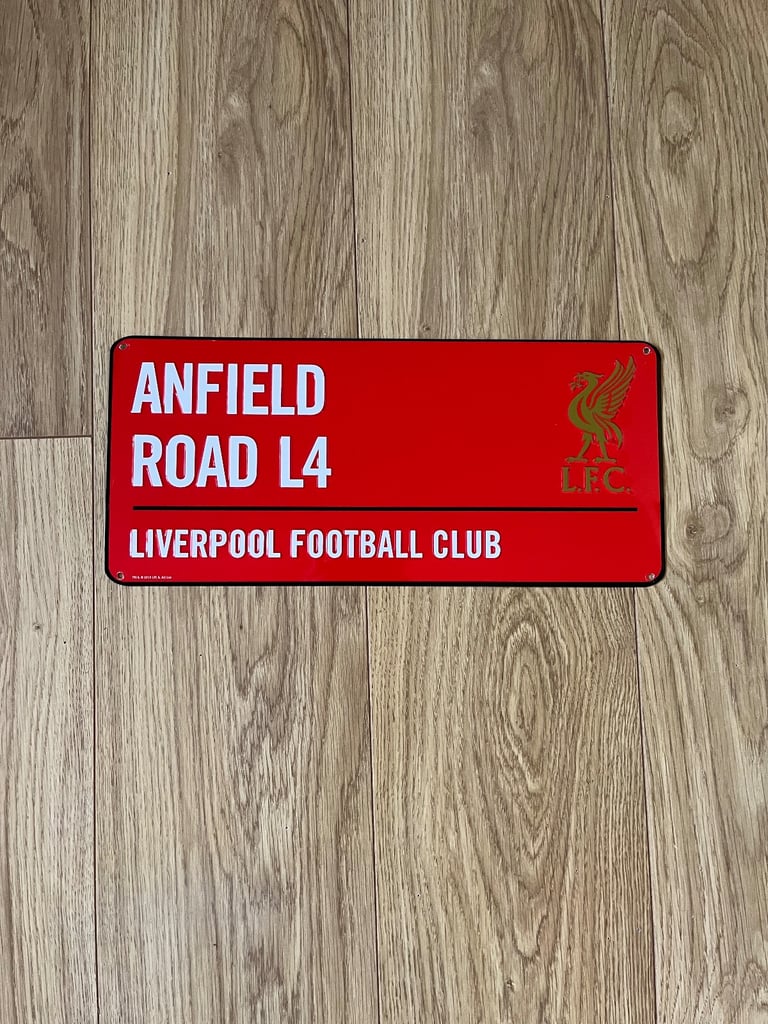 ANFIELD
ROAD L4
L.F.C.
LIVERPOOL FOOTBALL CLUB